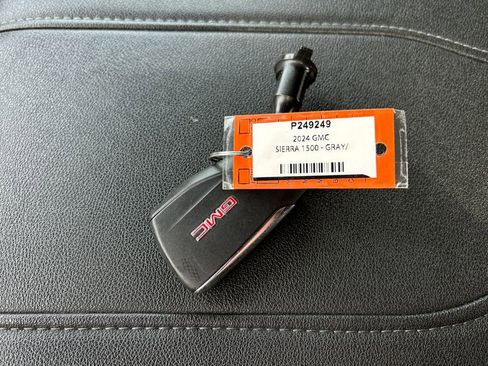 P249249
2024 GMC
SIERRA 1500 - GRAY/
GMC